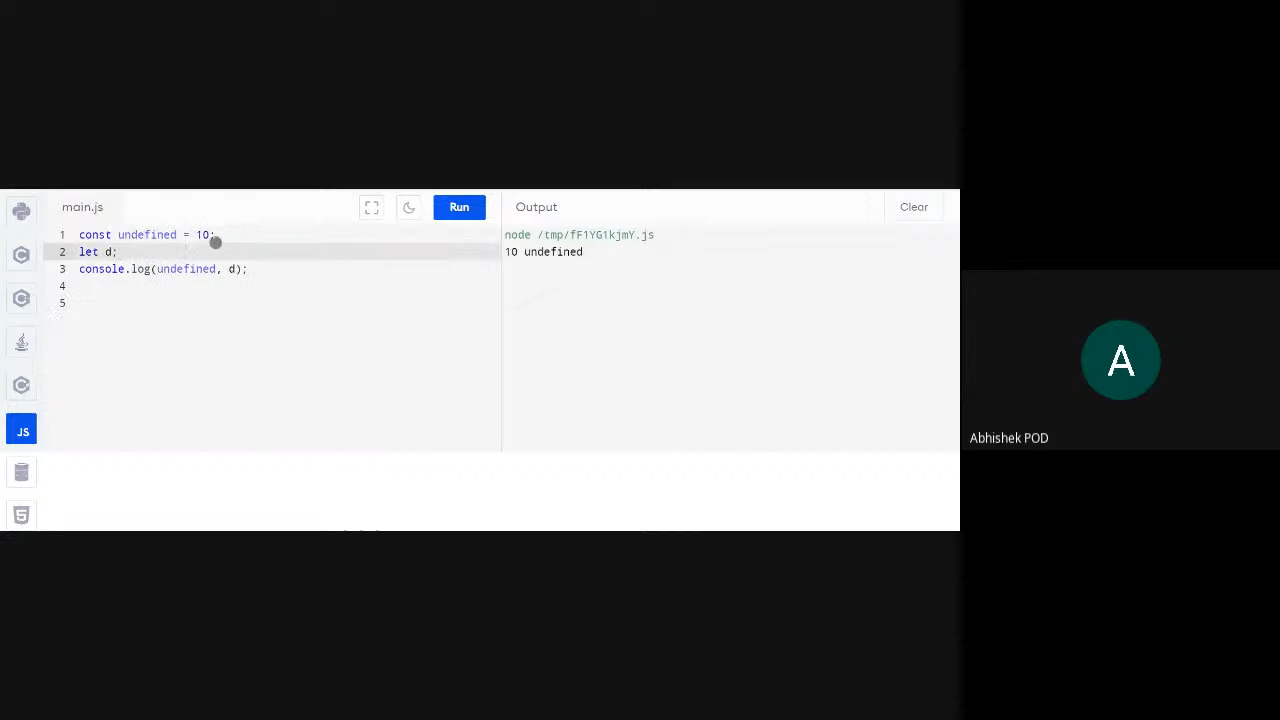 main.js
Run
Output
Clear
1 const undefined = 10;
2 let d;
3 console.log(undefined, d);
4
5
node /tmp/fF1YG1kjmY.js
10 undefined
JS
A
Abhishek POD